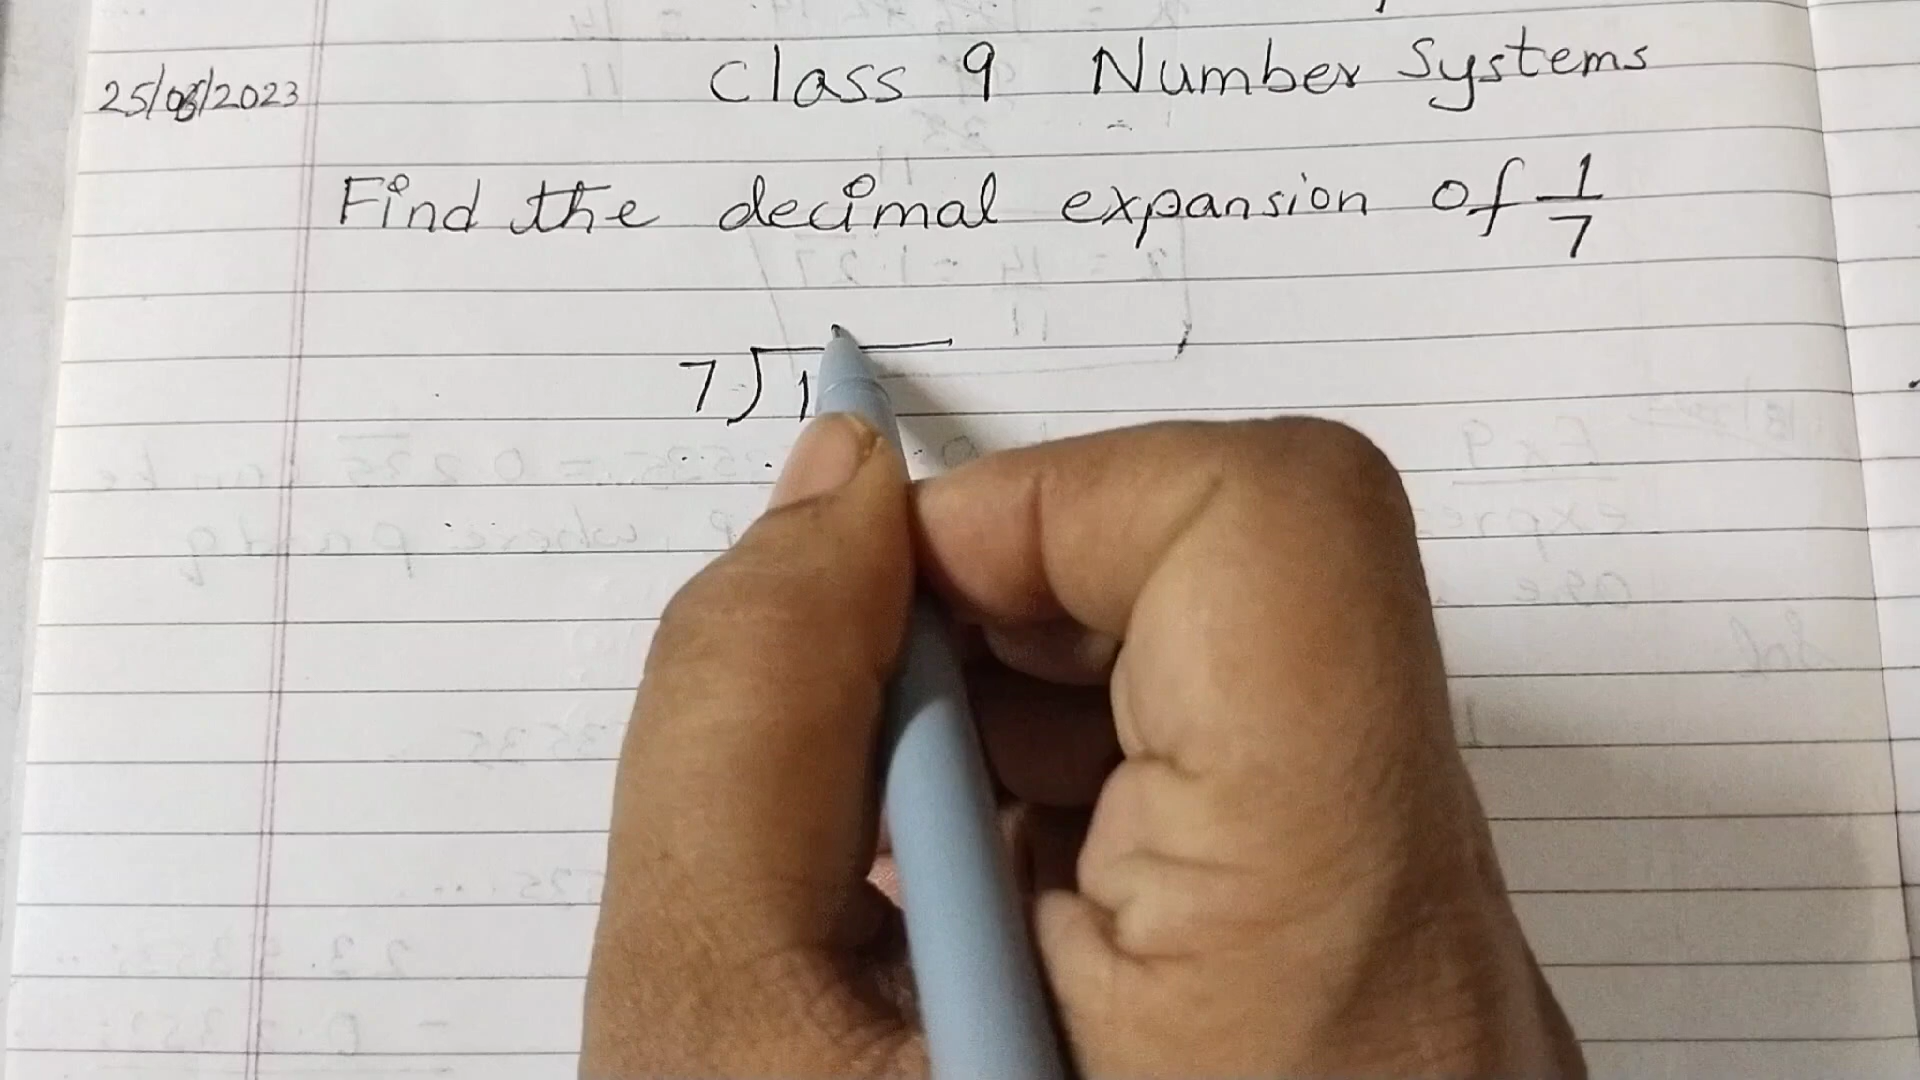 Class 9 Number Systems
25/08/2023
Find the decimal expansion of 1/7
7)1